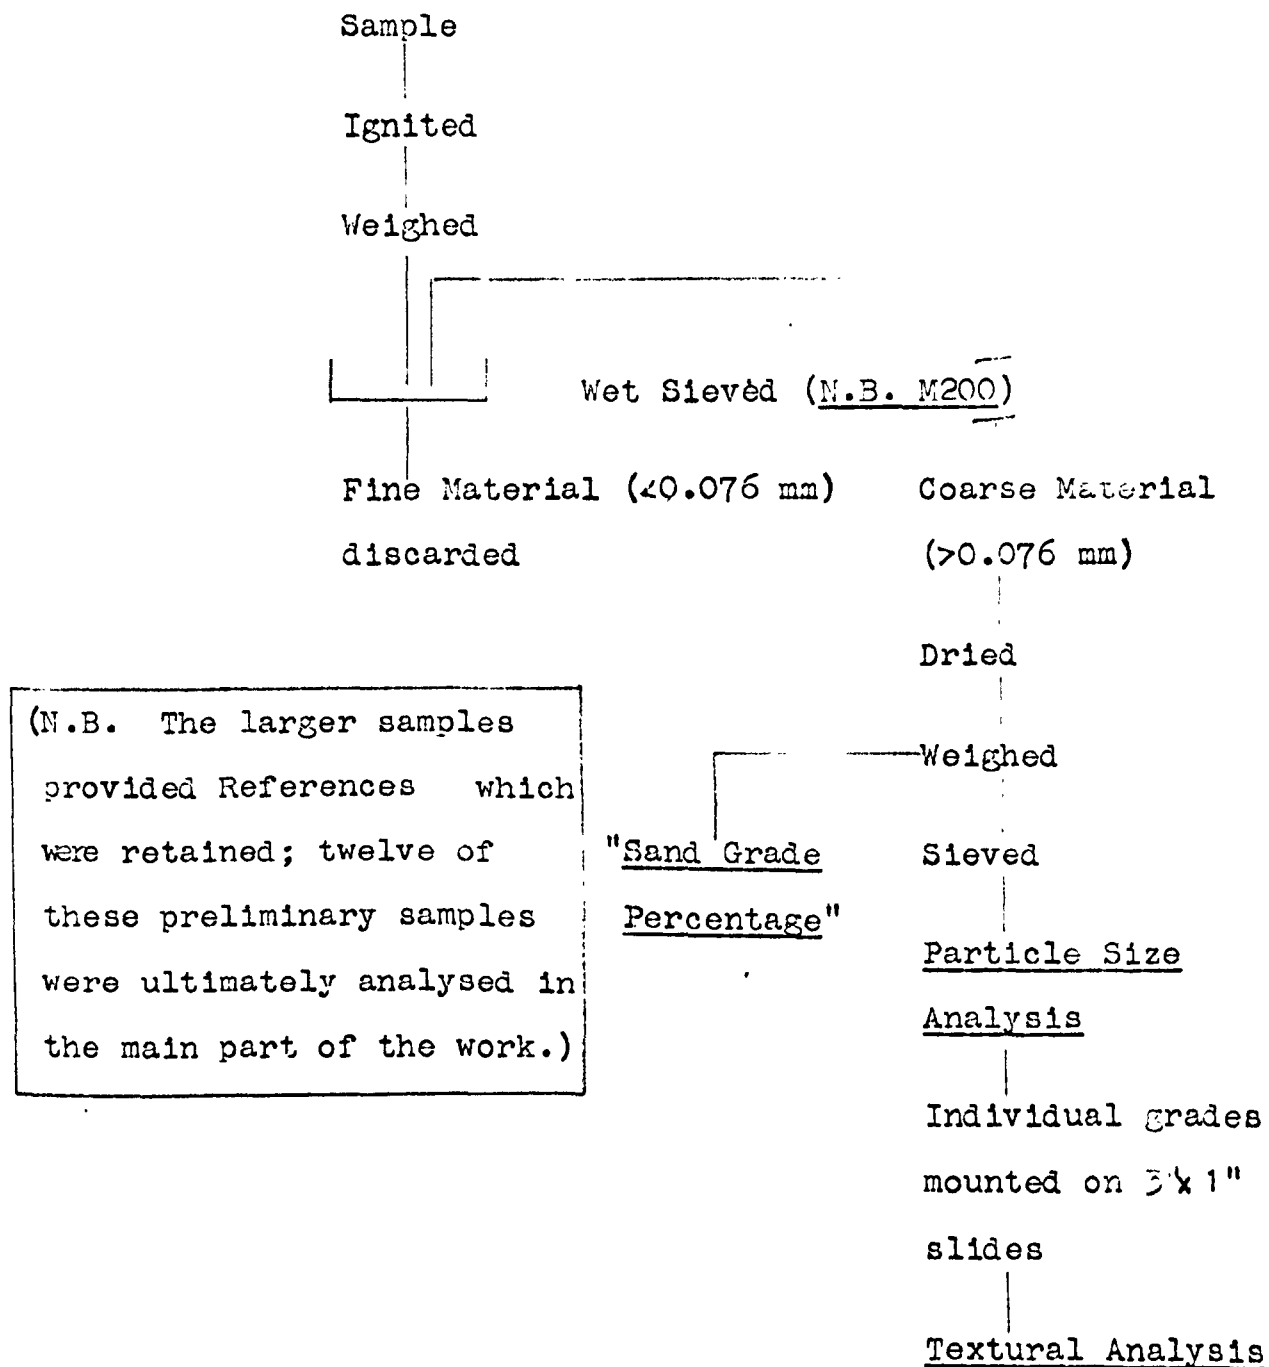 Sample
Ignited
Weighed
Wet Sieved (N.B. M200)
Fine Material (<0.076 mm)
discarded
Coarse Material
(>0.076 mm)
Dried
Weighed
"Sand Grade
Percentage"
Sieved
Particle Size
Analysis
Individual grades
mounted on 3 x 1"
slides
Textural Analysis
(N.B. The larger samples
provided References which
were retained; twelve of
these preliminary samples
were ultimately analysed in
the main part of the work.)